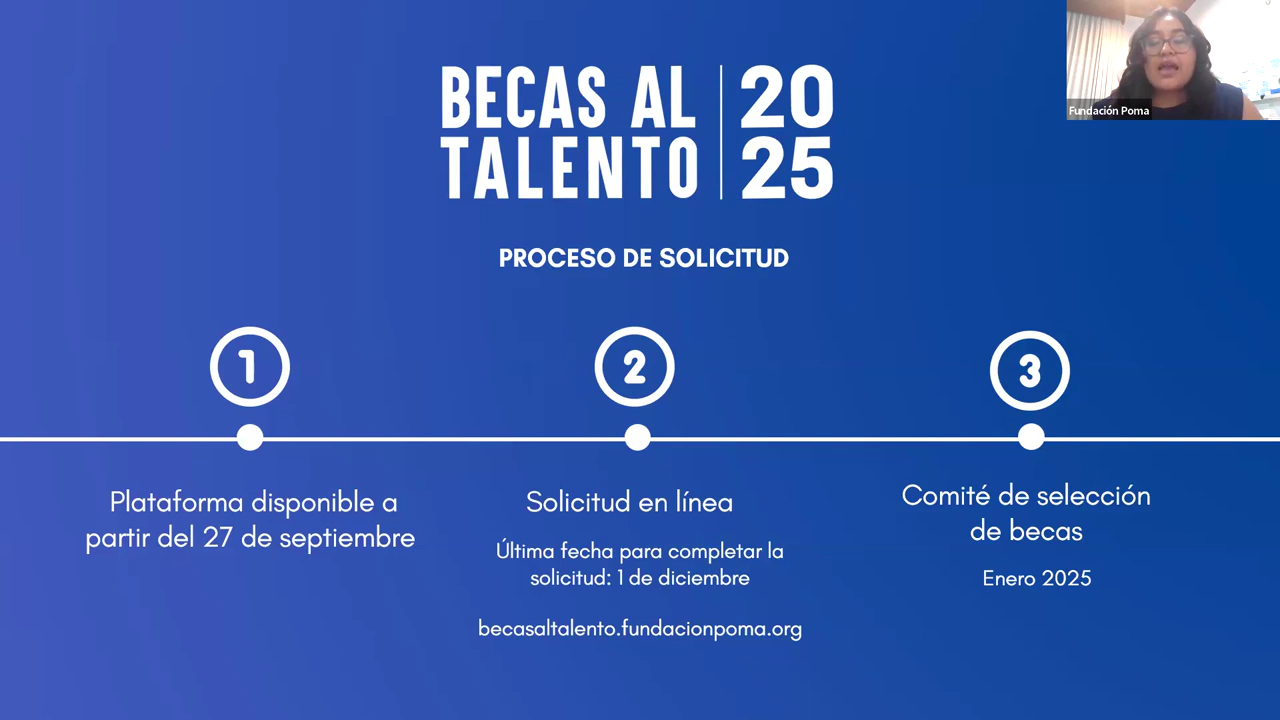 BECAS AL
TALENTO
20
25
Fundación Poma
PROCESO DE SOLICITUD
1
2
3
Plataforma disponible a
partir del 27 de septiembre
Solicitud en línea
Última fecha para completar la
solicitud: 1 de diciembre
becasaltalento.fundacionpoma.org
Comité de selección
de becas
Enero 2025